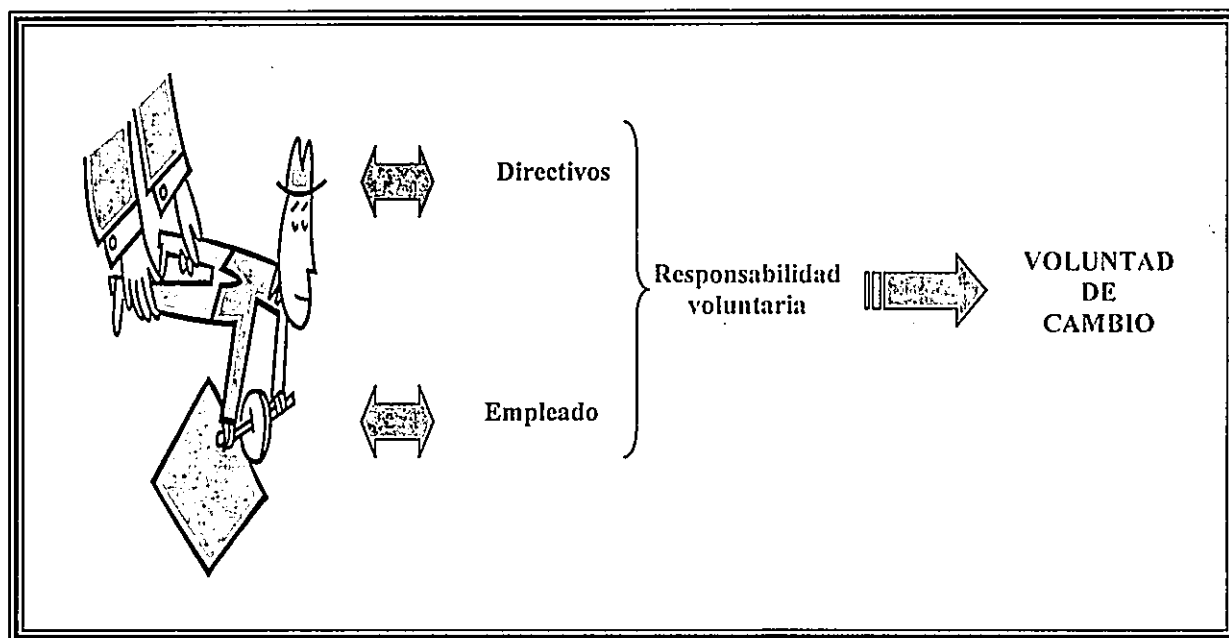 Directivos
Responsabilidad
voluntaria
VOLUNTAD
DE
CAMBIO
Empleado